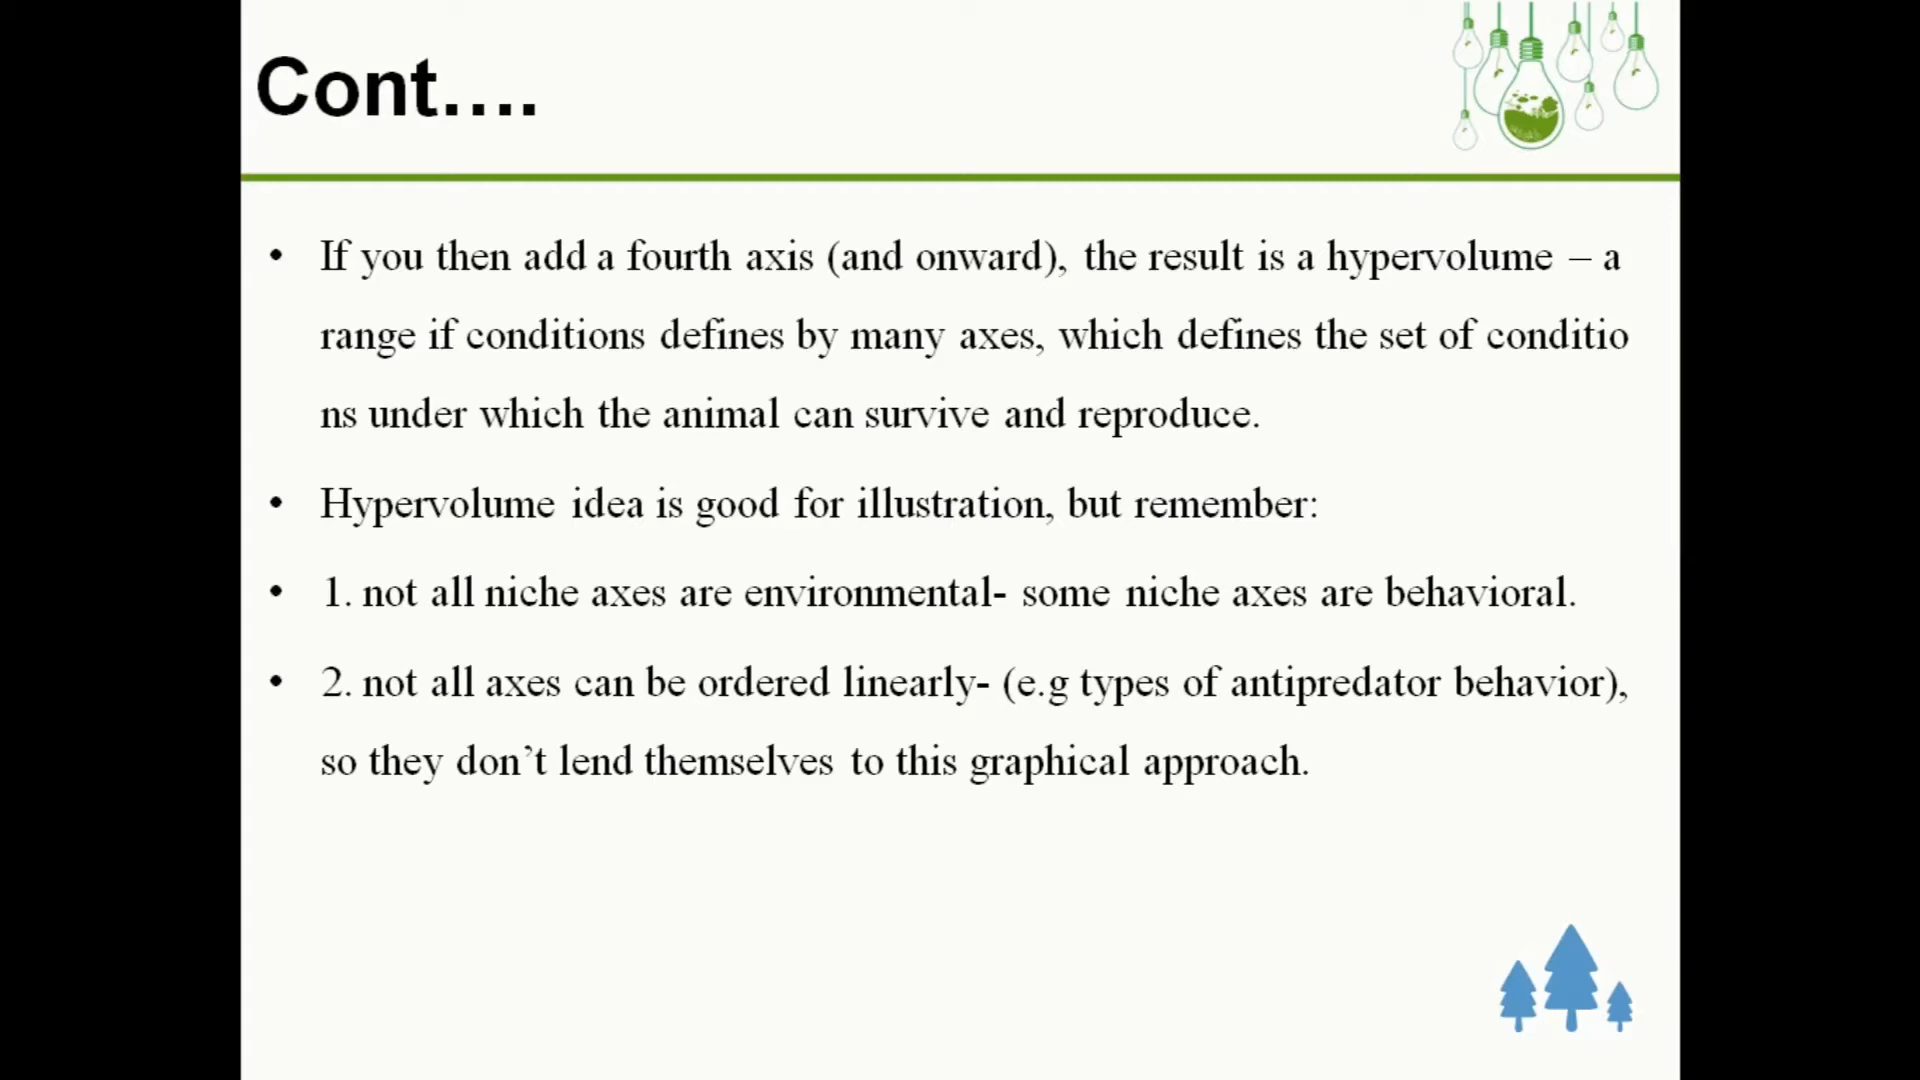 Cont….
• If you then add a fourth axis (and onward), the result is a hypervolume – a
range if conditions defines by many axes, which defines the set of conditio
ns under which the animal can survive and reproduce.
• Hypervolume idea is good for illustration, but remember:
• 1. not all niche axes are environmental- some niche axes are behavioral.
• 2. not all axes can be ordered linearly- (e.g types of antipredator behavior),
so they don’t lend themselves to this graphical approach.